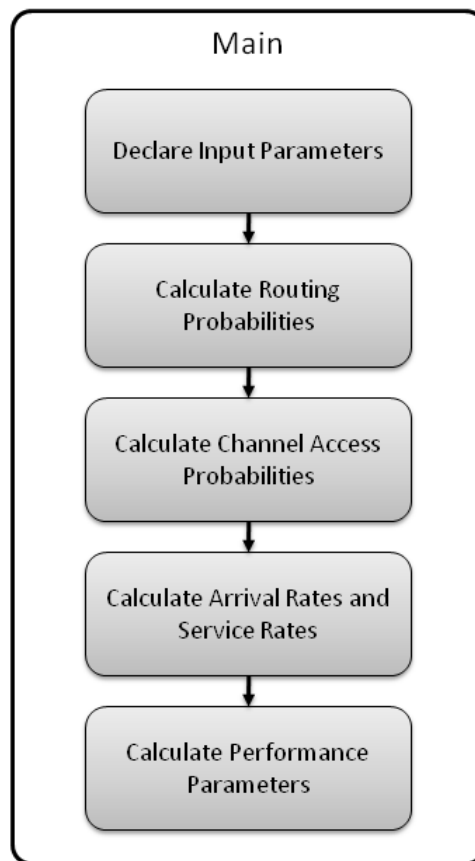 Main
Declare Input Parameters
Calculate Routing
Probabilities
Calculate Channel Access
Probabilities
Calculate Arrival Rates and
Service Rates
Calculate Performance
Parameters